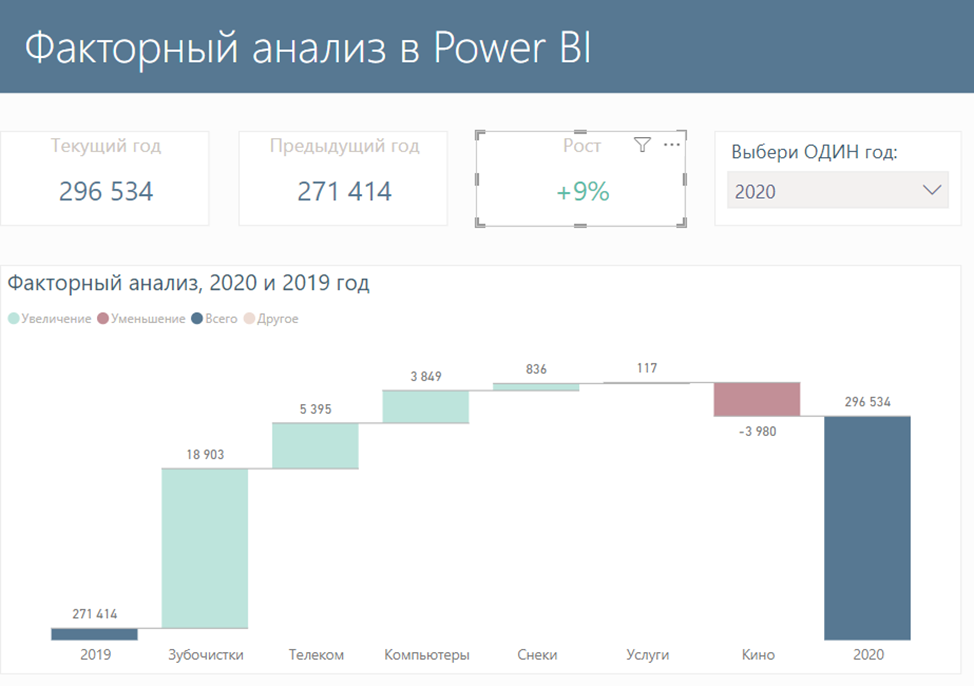 Факторный анализ в Power BI
Текущий год
296 534
Предыдущий год
271 414
Рост
+9%
Выбери ОДИН год:
2020
Факторный анализ, 2020 и 2019 год
Увеличение Уменьшение Всего Другое
271 414
18 903
5 395
3 849
836
117
-3 980
296 534
2019 Зубочистки Телеком Компьютеры Снеки Услуги Кино 2020